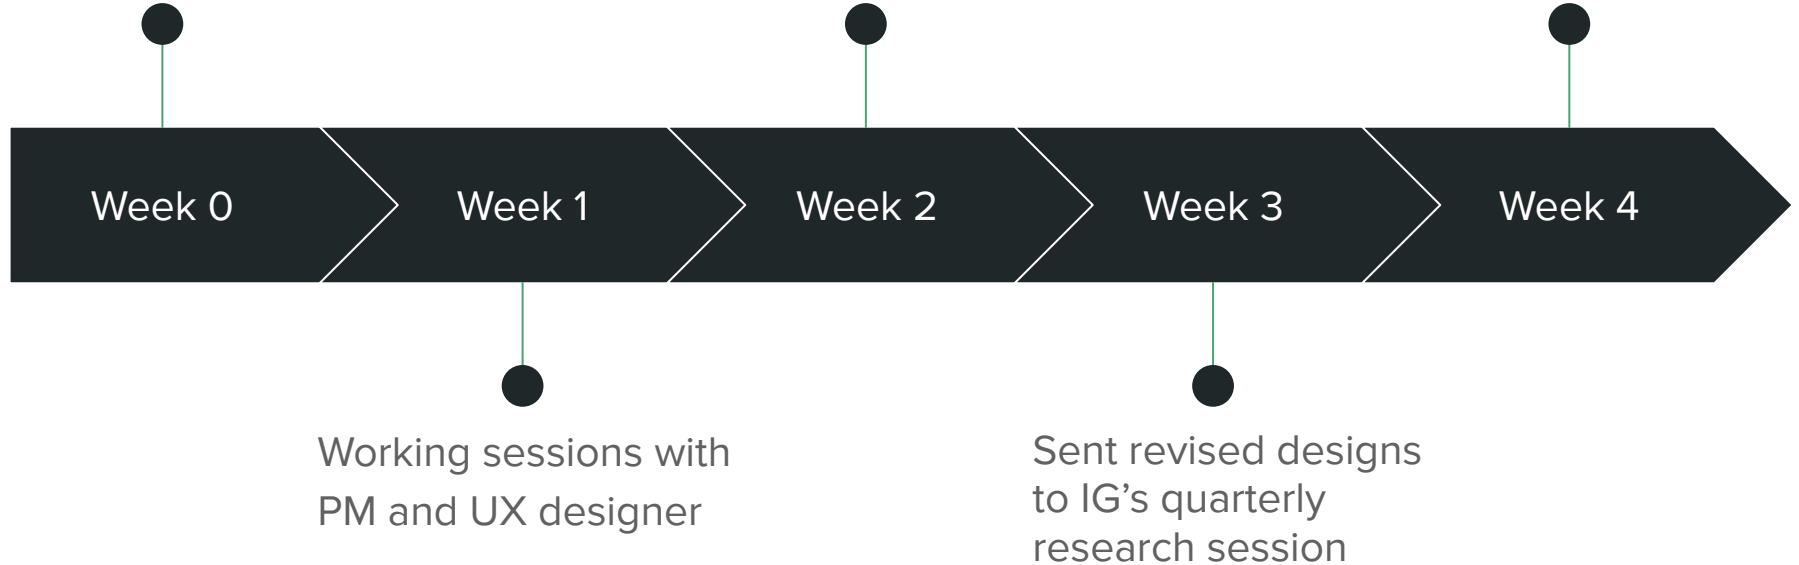 Week 0
Week 1
Week 2
Week 3
Week 4
Working sessions with
PM and UX designer
Sent revised designs
to IG’s quarterly
research session